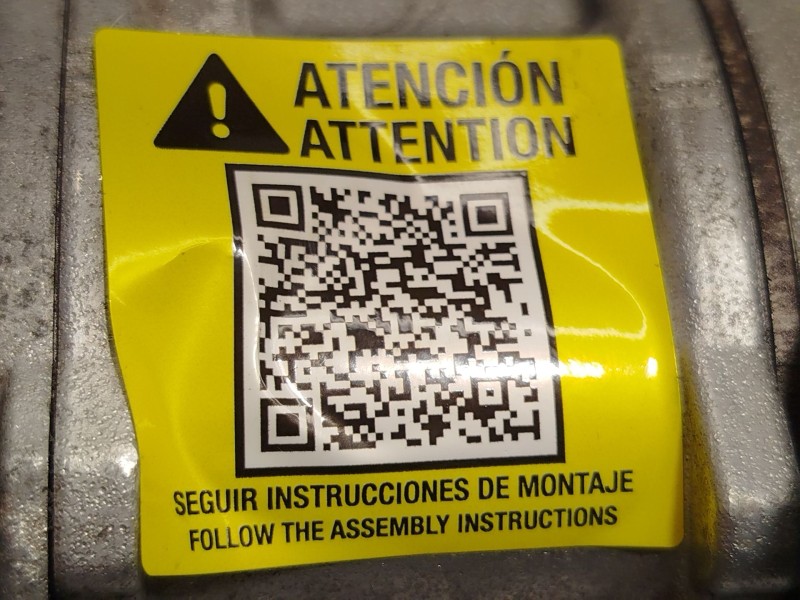 ATENCIÓN
ATTENTION
SEGUIR INSTRUCCIONES DE MONTAJE
FOLLOW THE ASSEMBLY INSTRUCTIONS